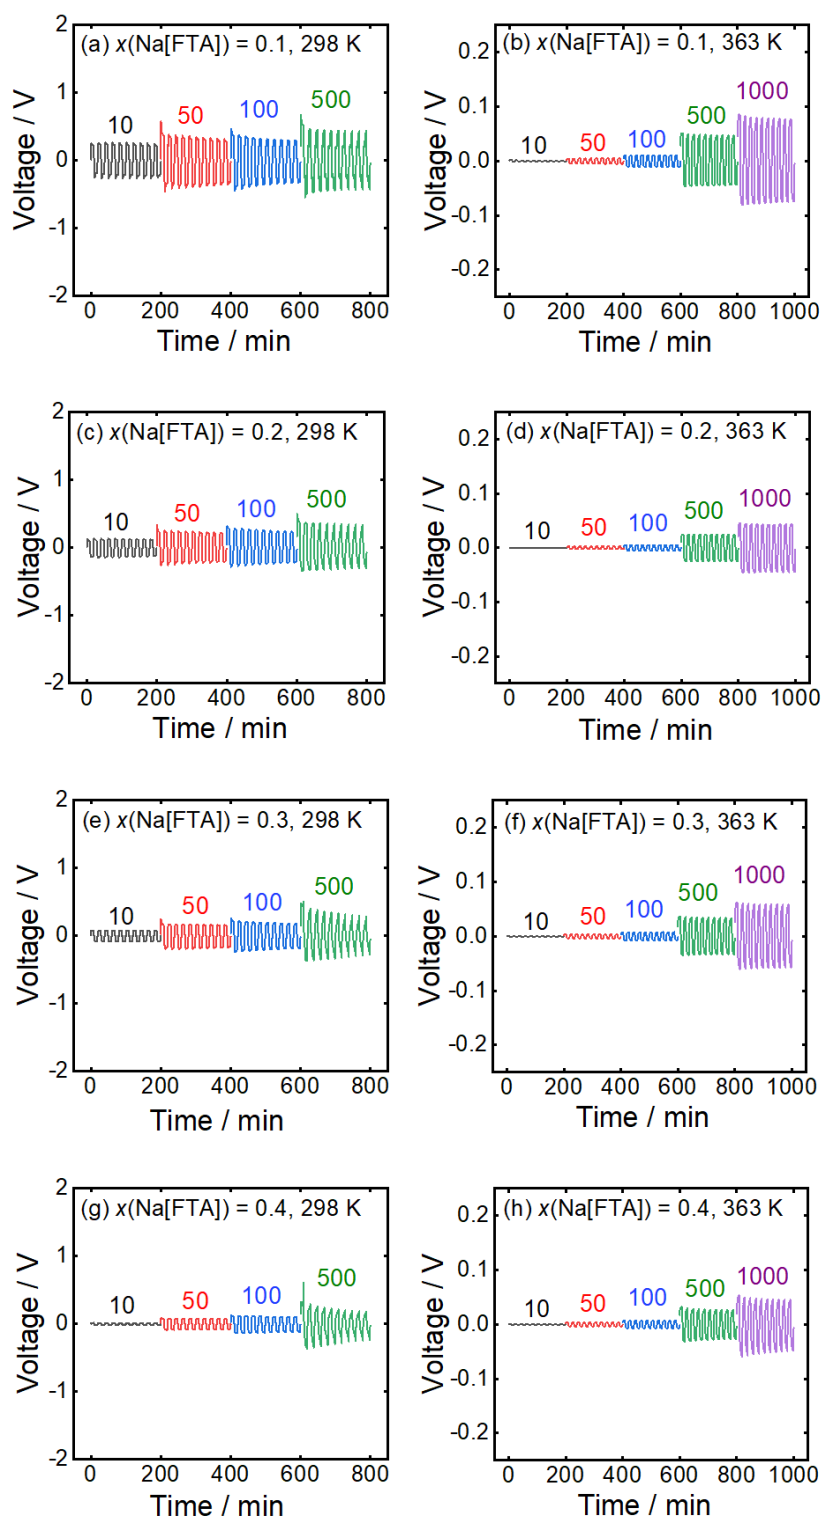 (a) x(Na[FTA]) = 0.1, 298 K
Voltage / V
2
1
0
-1
-2
10
50
100
500
0 200 400 600 800
Time / min
(b) x(Na[FTA]) = 0.1, 363 K
Voltage / V
0.2
0.1
0.0
-0.1
-0.2
10
50
100
500
1000
0 200 400 600 800 1000
Time / min
(c) x(Na[FTA]) = 0.2, 298 K
Voltage / V
2
1
0
-1
-2
10
50
100
500
0 200 400 600 800
Time / min
(d) x(Na[FTA]) = 0.2, 363 K
Voltage / V
0.2
0.1
0.0
-0.1
-0.2
10
50
100
500
1000
0 200 400 600 800 1000
Time / min
(e) x(Na[FTA]) = 0.3, 298 K
Voltage / V
2
1
0
-1
-2
10
50
100
500
0 200 400 600 800
Time / min
(f) x(Na[FTA]) = 0.3, 363 K
Voltage / V
0.2
0.1
0.0
-0.1
-0.2
10
50
100
500
1000
0 200 400 600 800 1000
Time / min
(g) x(Na[FTA]) = 0.4, 298 K
Voltage / V
2
1
0
-1
-2
10
50
100
500
0 200 400 600 800
Time / min
(h) x(Na[FTA]) = 0.4, 363 K
Voltage / V
0.2
0.1
0.0
-0.1
-0.2
10
50
100
500
1000
0 200 400 600 800 1000
Time / min